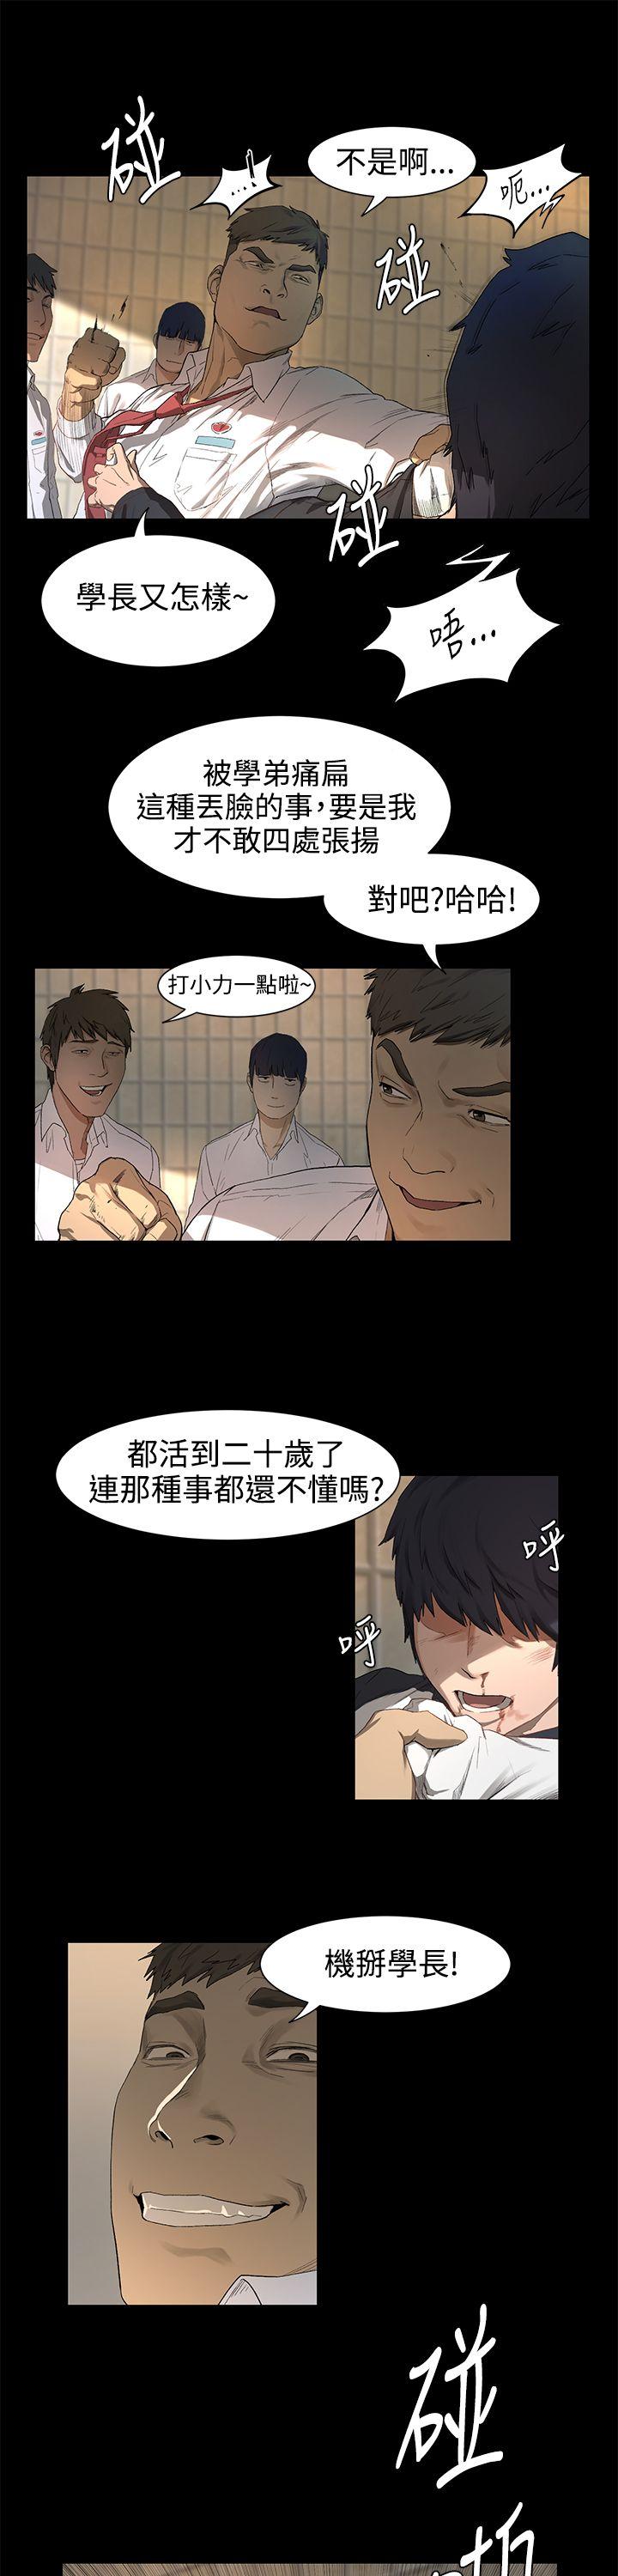 碰
...!
不是啊...
呃...
碰
碰
學長又怎樣~
唔...
被學弟痛扁
這種丟臉的事,要是我
才不敢四處張揚
對吧?哈哈!
打小力一點啦~
都活到二十歲了
連那種事都還不懂嗎?
呼
呼
機掰學長!
碰